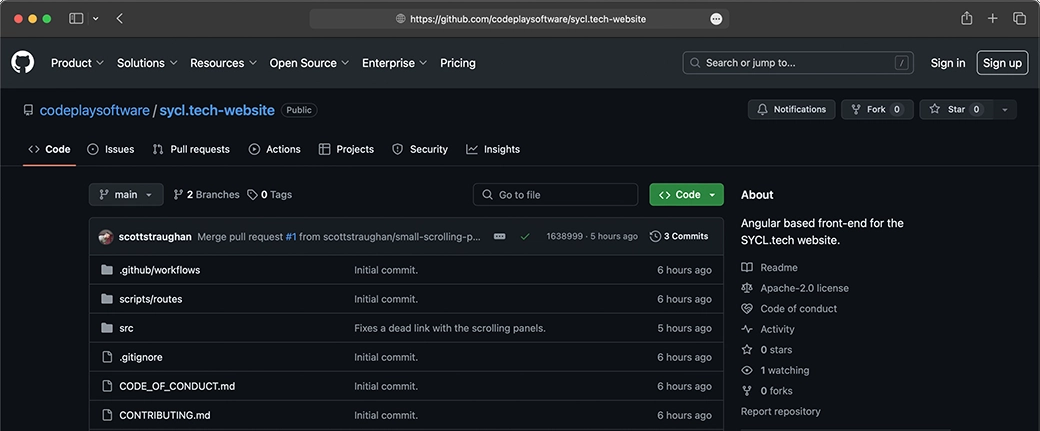 https://github.com/codeplaysoftware/sycl.tech-website
Product Solutions Resources Open Source Enterprise Pricing Search or jump to... / Sign in Sign up
codeplaysoftware / sycl.tech-website Public Notifications Fork 0 Star 0
Code Issues Pull requests Actions Projects Security Insights
main 2 Branches 0 Tags Go to file Code
scottstraughan Merge pull request #1 from scottstraughan/small-scrolling-p... 1638999 · 5 hours ago 3 Commits
.github/workflows Initial commit. 6 hours ago
scripts/routes Initial commit. 6 hours ago
src Fixes a dead link with the scrolling panels. 5 hours ago
.gitignore Initial commit. 6 hours ago
CODE_OF_CONDUCT.md Initial commit. 6 hours ago
CONTRIBUTING.md Initial commit. 6 hours ago
About
Angular based front-end for the
SYCL.tech website.
Readme
Apache-2.0 license
Code of conduct
Activity
0 stars
1 watching
0 forks
Report repository